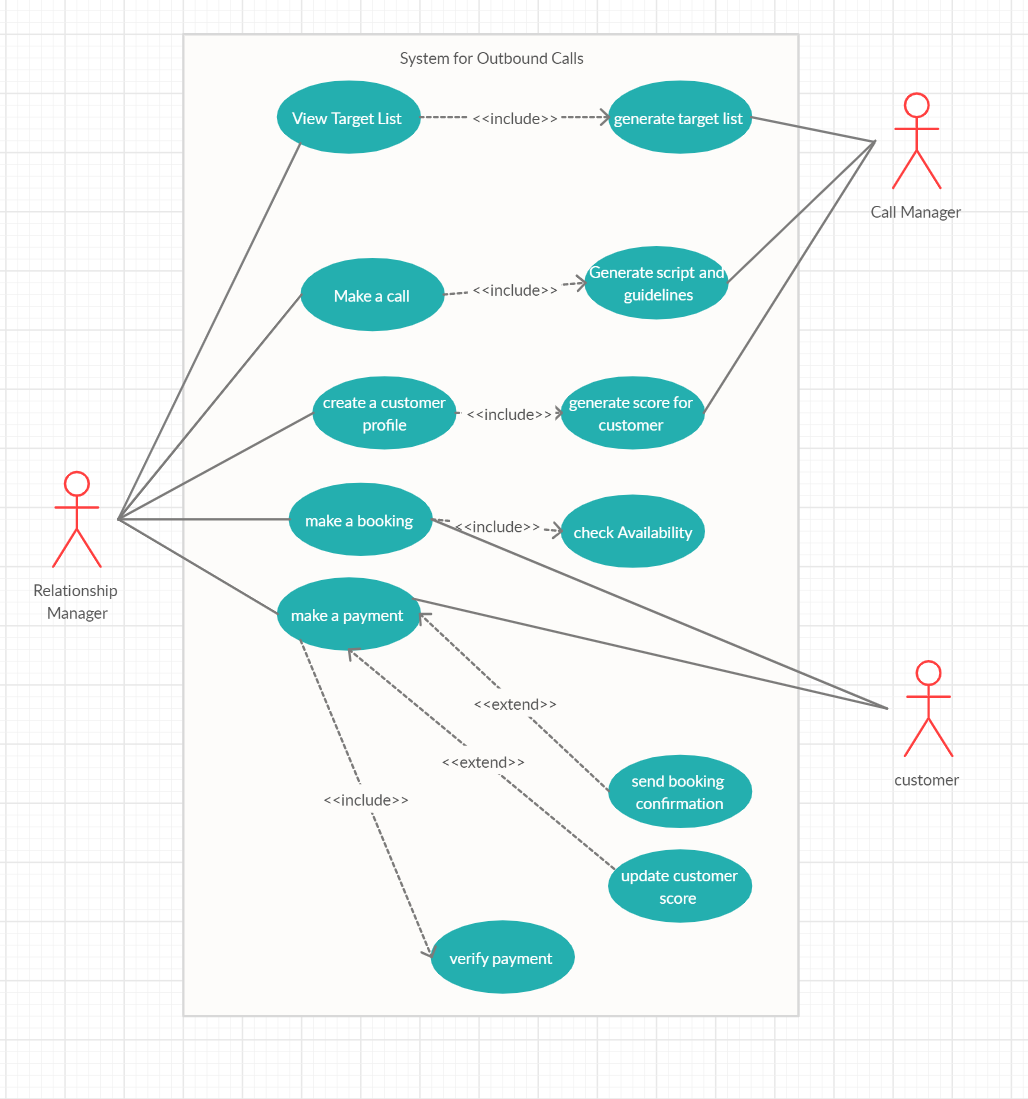 System for Outbound Calls
View Target List
<<include>>
generate target list
Call Manager
Make a call
<<include>>
Generate script and
guidelines
create a customer
profile
<<include>>
generate score for
customer
make a booking
<<include>>
check Availability
Relationship
Manager
make a payment
<<extend>>
<<extend>>
<<include>>
send booking
confirmation
customer
update customer
score
verify payment